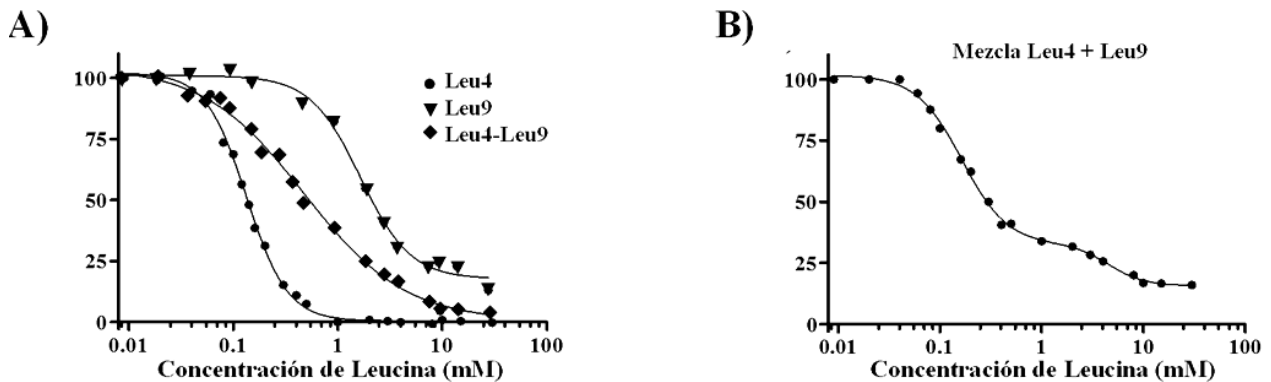 A)
100
75
50
25
0
0.01 0.1 1 10 100
Concentración de Leucina (mM)
Leu4
Leu9
Leu4-Leu9
B)
Mezcla Leu4 + Leu9
100
75
50
25
0
0.01 0.1 1 10 100
Concentración de Leucina (mM)